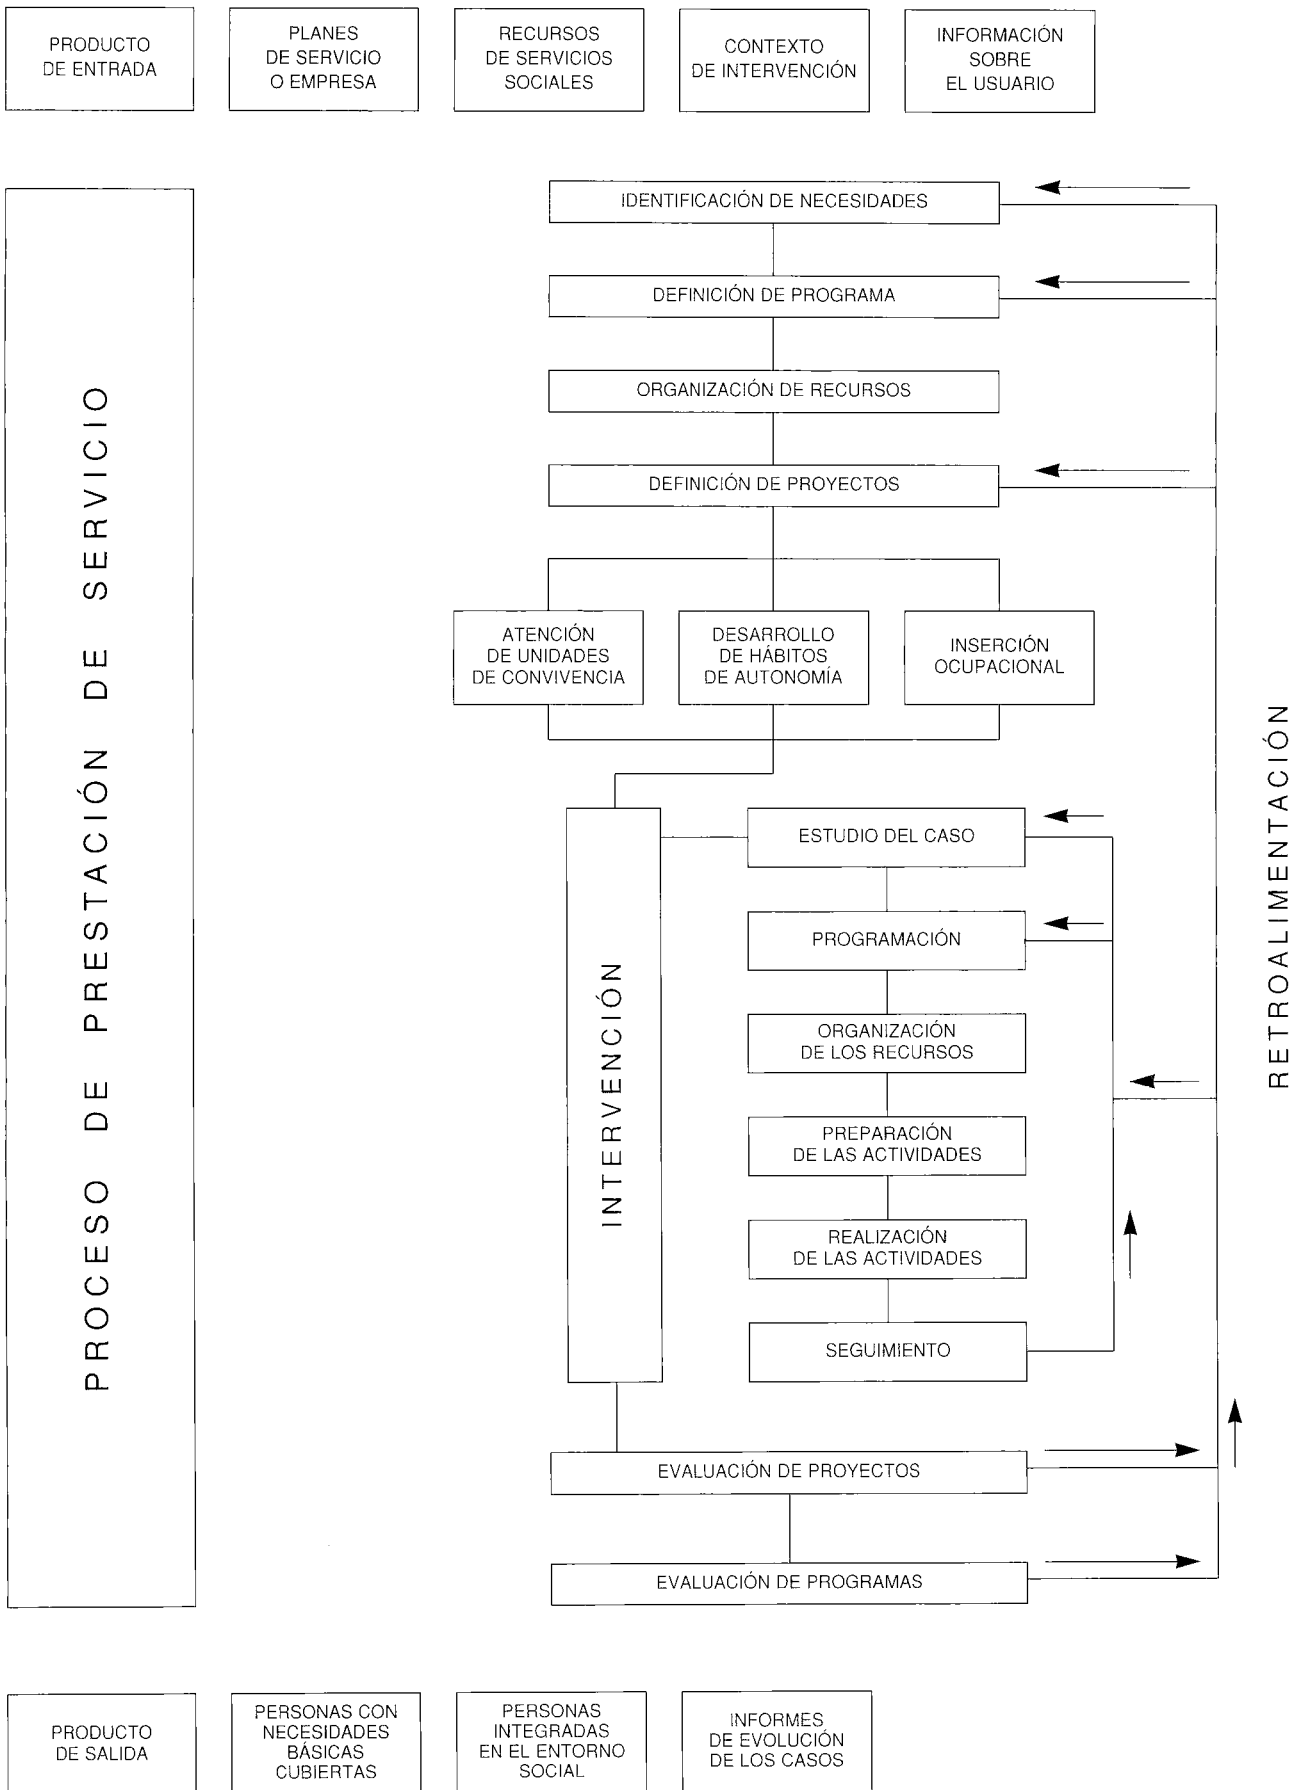 PRODUCTO
DE ENTRADA
PLANES
DE SERVICIO
O EMPRESA
RECURSOS
DE SERVICIOS
SOCIALES
CONTEXTO
DE INTERVENCIÓN
INFORMACIÓN
SOBRE
EL USUARIO
PROCESO DE PRESTACIÓN DE SERVICIO
IDENTIFICACIÓN DE NECESIDADES
DEFINICIÓN DE PROGRAMA
ORGANIZACIÓN DE RECURSOS
DEFINICIÓN DE PROYECTOS
ATENCIÓN
DE UNIDADES
DE CONVIVENCIA
DESARROLLO
DE HÁBITOS
DE AUTONOMÍA
INSERCIÓN
OCUPACIONAL
INTERVENCIÓN
ESTUDIO DEL CASO
PROGRAMACIÓN
ORGANIZACIÓN
DE LOS RECURSOS
PREPARACIÓN
DE LAS ACTIVIDADES
REALIZACIÓN
DE LAS ACTIVIDADES
SEGUIMIENTO
EVALUACIÓN DE PROYECTOS
EVALUACIÓN DE PROGRAMAS
RETROALIMENTACIÓN
PRODUCTO
DE SALIDA
PERSONAS CON
NECESIDADES
BÁSICAS
CUBIERTAS
PERSONAS
INTEGRADAS
EN EL ENTORNO
SOCIAL
INFORMES
DE EVOLUCIÓN
DE LOS CASOS